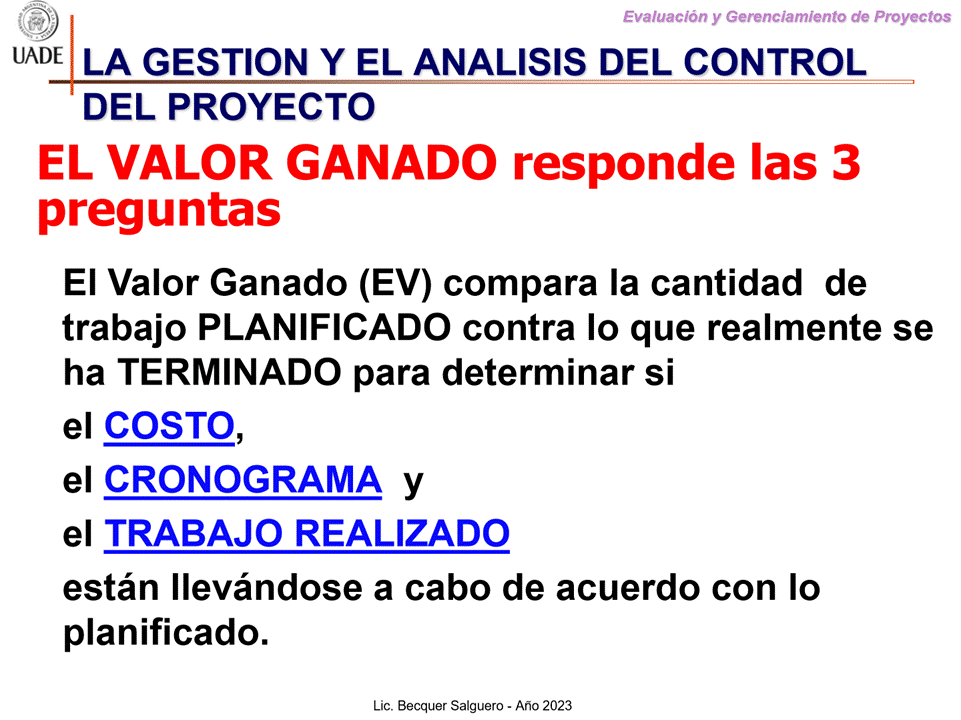 Evaluación y Gerenciamiento de Proyectos
UADE
LA GESTION Y EL ANALISIS DEL CONTROL
DEL PROYECTO
EL VALOR GANADO responde las 3
preguntas
El Valor Ganado (EV) compara la cantidad de
trabajo PLANIFICADO contra lo que realmente se
ha TERMINADO para determinar si
el COSTO,
el CRONOGRAMA y
el TRABAJO REALIZADO
están llevándose a cabo de acuerdo con lo
planificado.
Lic. Becquer Salguero - Año 2023